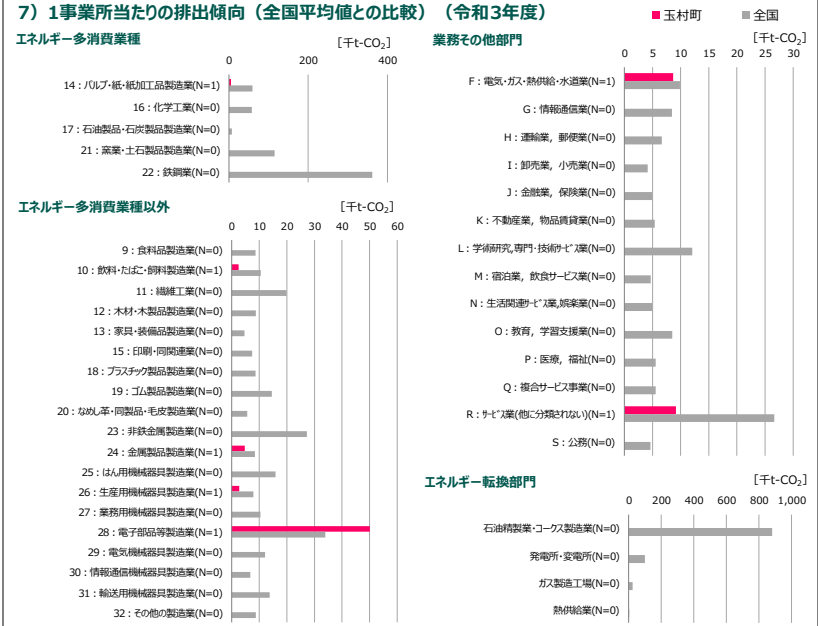 7）1事業所当たりの排出傾向（全国平均値との比較）（令和3年度）
■玉村町 ■全国
エネルギー多消費業種
[千t-CO₂]
0 200 400
14：パルプ・紙・紙加工品製造業(N=1)
16：化学工業(N=0)
17：石油製品・石炭製品製造業(N=0)
21：窯業・土石製品製造業(N=0)
22：鉄鋼業(N=0)
エネルギー多消費業種以外
[千t-CO₂]
0 10 20 30 40 50 60
9：食料品製造業(N=0)
10：飲料・たばこ・飼料製造業(N=1)
11：繊維工業(N=0)
12：木材・木製品製造業(N=0)
13：家具・装備品製造業(N=0)
15：印刷・同関連業(N=0)
18：プラスチック製品製造業(N=0)
19：ゴム製品製造業(N=0)
20：なめし革・同製品・毛皮製造業(N=0)
23：非鉄金属製造業(N=0)
24：金属製品製造業(N=1)
25：はん用機械器具製造業(N=0)
26：生産用機械器具製造業(N=1)
27：業務用機械器具製造業(N=0)
28：電子部品等製造業(N=1)
29：電気機械器具製造業(N=0)
30：情報通信機械器具製造業(N=0)
31：輸送用機械器具製造業(N=0)
32：その他の製造業(N=0)
業務その他部門
[千t-CO₂]
0 5 10 15 20 25 30
F：電気・ガス・熱供給・水道業(N=1)
G：情報通信業(N=0)
H：運輸業，郵便業(N=0)
I：卸売業，小売業(N=0)
J：金融業，保険業(N=0)
K：不動産業，物品賃貸業(N=0)
L：学術研究,専門・技術ｻｰﾋﾞｽ業(N=0)
M：宿泊業，飲食サービス業(N=0)
N：生活関連ｻｰﾋﾞｽ業,娯楽業(N=0)
O：教育，学習支援業(N=0)
P：医療，福祉(N=0)
Q：複合サービス事業(N=0)
R：ｻｰﾋﾞｽ業(他に分類されない)(N=1)
S：公務(N=0)
エネルギー転換部門
[千t-CO₂]
0 200 400 600 800 1,000
石油精製業・コークス製造業(N=0)
発電所・変電所(N=0)
ガス製造工場(N=0)
熱供給業(N=0)